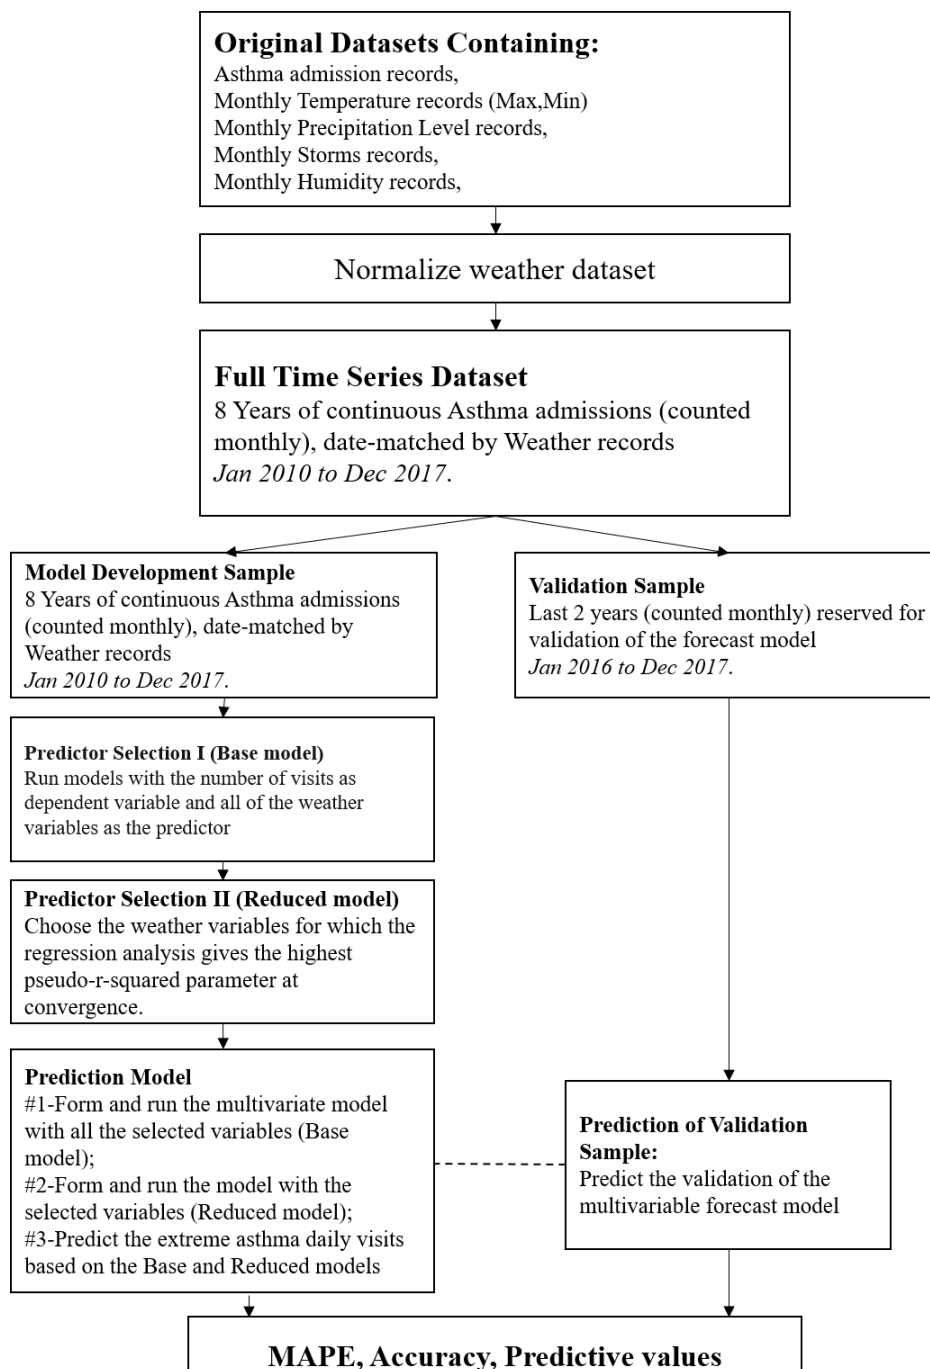 Original Datasets Containing:
Asthma admission records,
Monthly Temperature records (Max,Min)
Monthly Precipitation Level records,
Monthly Storms records,
Monthly Humidity records,
Normalize weather dataset
Full Time Series Dataset
8 Years of continuous Asthma admissions (counted
monthly), date-matched by Weather records
Jan 2010 to Dec 2017.
Model Development Sample
8 Years of continuous Asthma admissions
(counted monthly), date-matched by
Weather records
Jan 2010 to Dec 2017.
Validation Sample
Last 2 years (counted monthly) reserved for
validation of the forecast model
Jan 2016 to Dec 2017.
Predictor Selection I (Base model)
Run models with the number of visits as
dependent variable and all of the weather
variables as the predictor
Predictor Selection II (Reduced model)
Choose the weather variables for which the
regression analysis gives the highest
pseudo-r-squared parameter at
convergence.
Prediction Model
#1-Form and run the multivariate model
with all the selected variables (Base
model);
#2-Form and run the model with the
selected variables (Reduced model);
#3-Predict the extreme asthma daily visits
based on the Base and Reduced models
Prediction of Validation
Sample:
Predict the validation of the
multivariable forecast model
MAPE, Accuracy, Predictive values